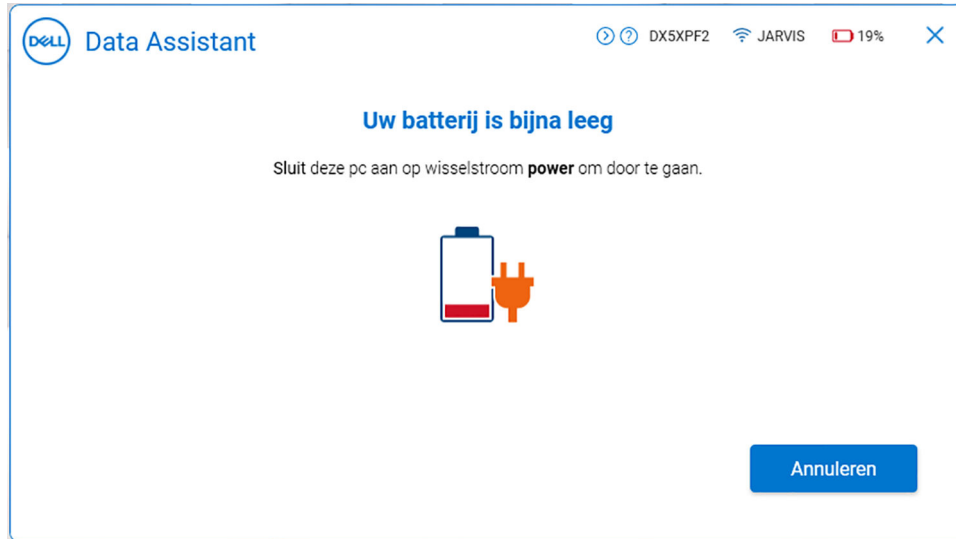 DELL Data Assistant DX5XPF2 JARVIS 19%
Uw batterij is bijna leeg
Sluit deze pc aan op wisselstroom power om door te gaan.
Annuleren